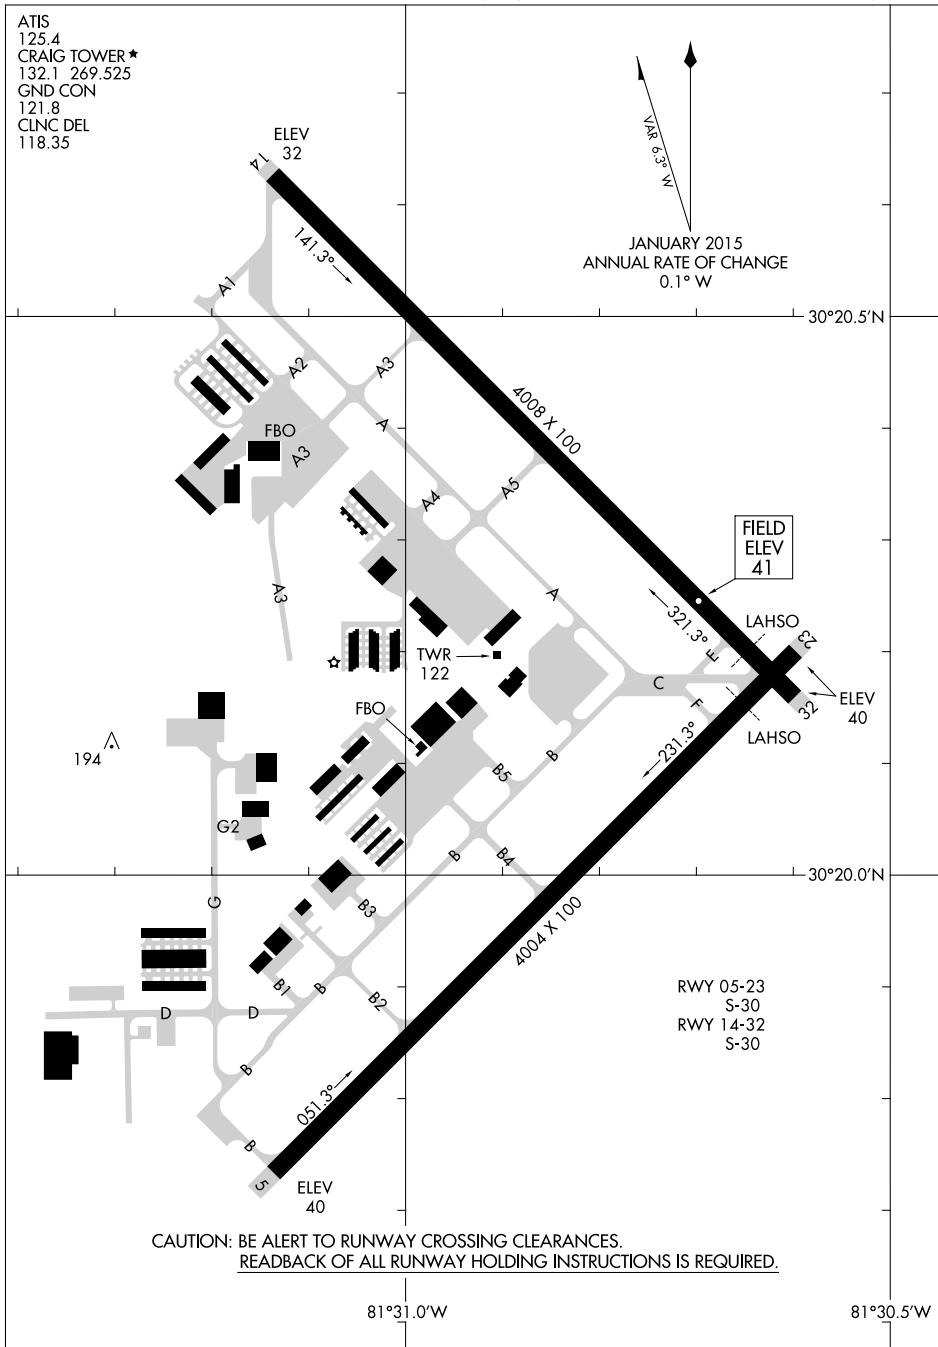 ATIS
125.4
CRAIG TOWER★
132.1 269.525
GND CON
121.8
CLNC DEL
118.35
ELEV
32
14
VAR 6.3° W
JANUARY 2015
ANNUAL RATE OF CHANGE
0.1° W
141.3°
A1
30°20.5'N
A2
A3
4008 X 100
A
FBO
A3
A4
A5
FIELD
ELEV
41
A3
A
321.3°
LAHSO
23
E
TWR
122
C
ELEV
40
F
32
FBO
LAHSO
194
231.3°
B
B5
G2
B
B4
30°20.0'N
G
B3
4004 X 100
B1
B
B2
RWY 05-23
S-30
RWY 14-32
S-30
D
D
B
051.3°
B
5
ELEV
40
CAUTION: BE ALERT TO RUNWAY CROSSING CLEARANCES.
READBACK OF ALL RUNWAY HOLDING INSTRUCTIONS IS REQUIRED.
81°31.0'W
81°30.5'W